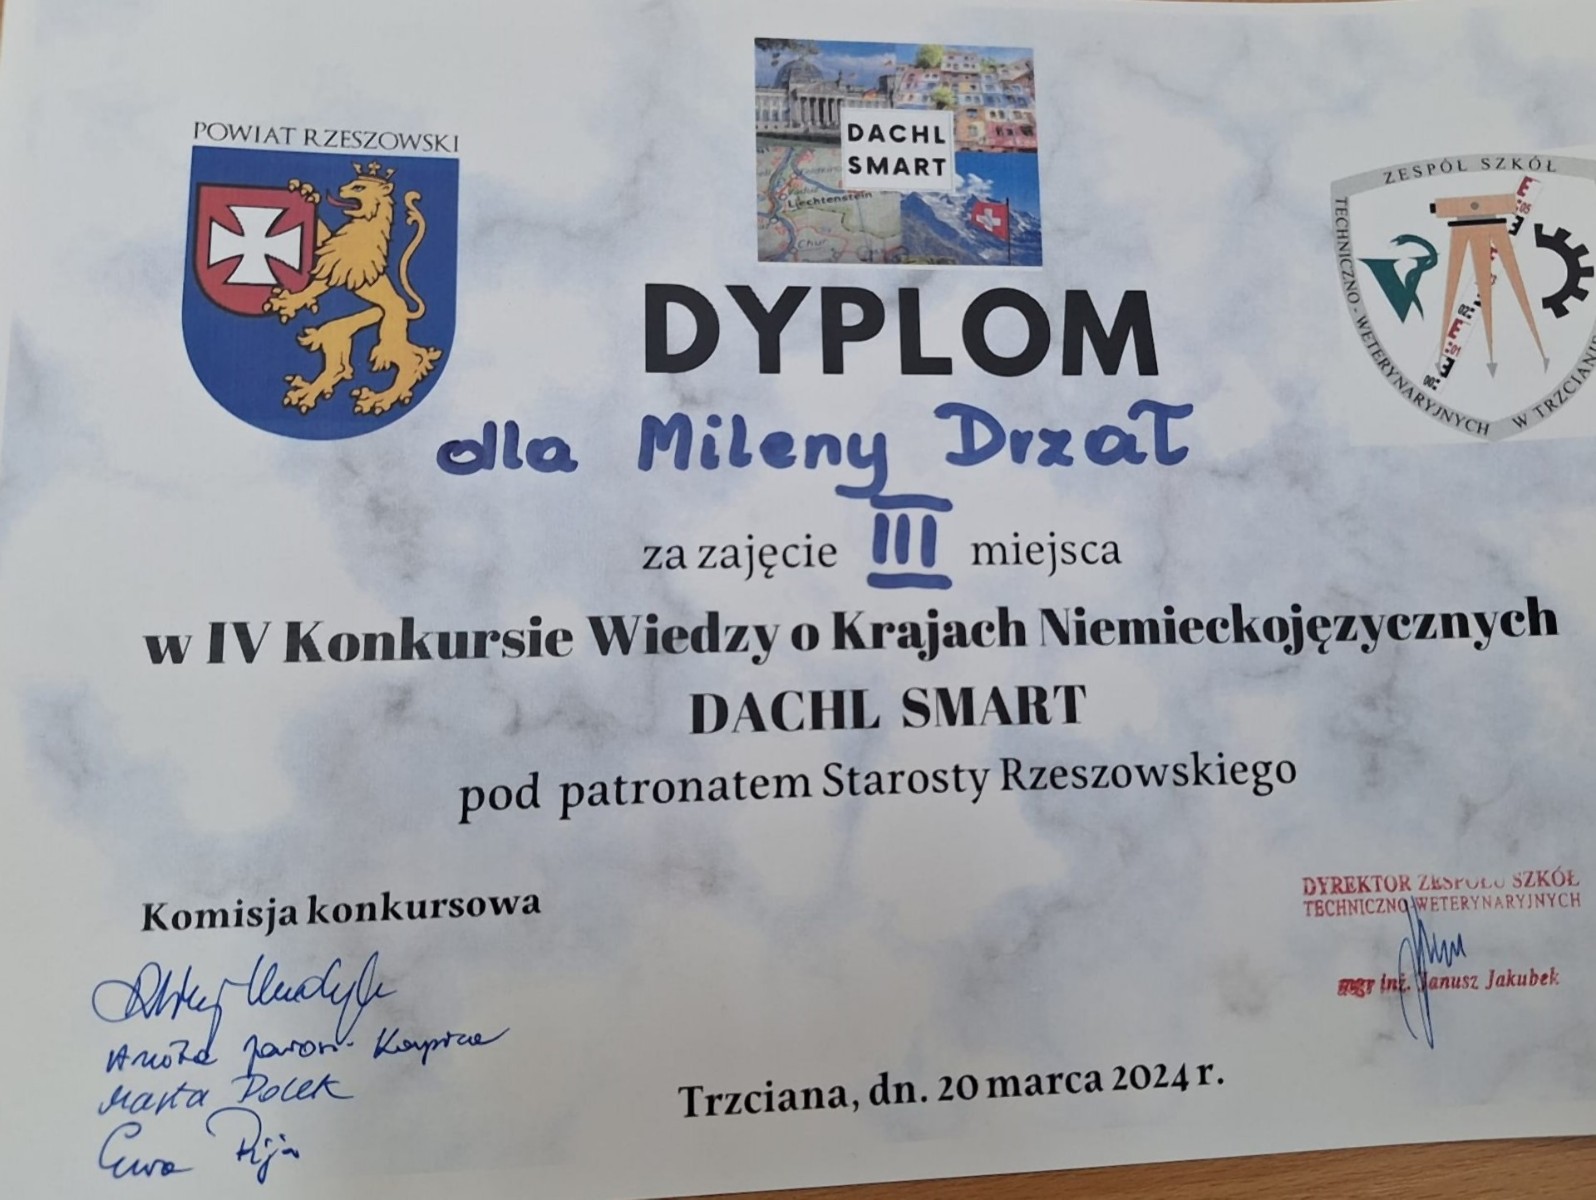 POWIAT RZESZOWSKI
DACHL
SMART
Liechtenstein
Chur
ZESPÓŁ SZKÓŁ
TECHNICZNO - WETERYNARYJNYCH W TRZCIANIE
DYPLOM
dla Mileny Drzał
za zajęcie III miejsca
w IV Konkursie Wiedzy o Krajach Niemieckojęzycznych
DACHL SMART
pod patronatem Starosty Rzeszowskiego
Komisja konkursowa
Marta Dolek
Ewa
DYREKTOR ZESPOŁU SZKÓŁ
TECHNICZNO-WETERYNARYJNYCH
mgr inż. Janusz Jakubek
Trzciana, dn. 20 marca 2024 r.